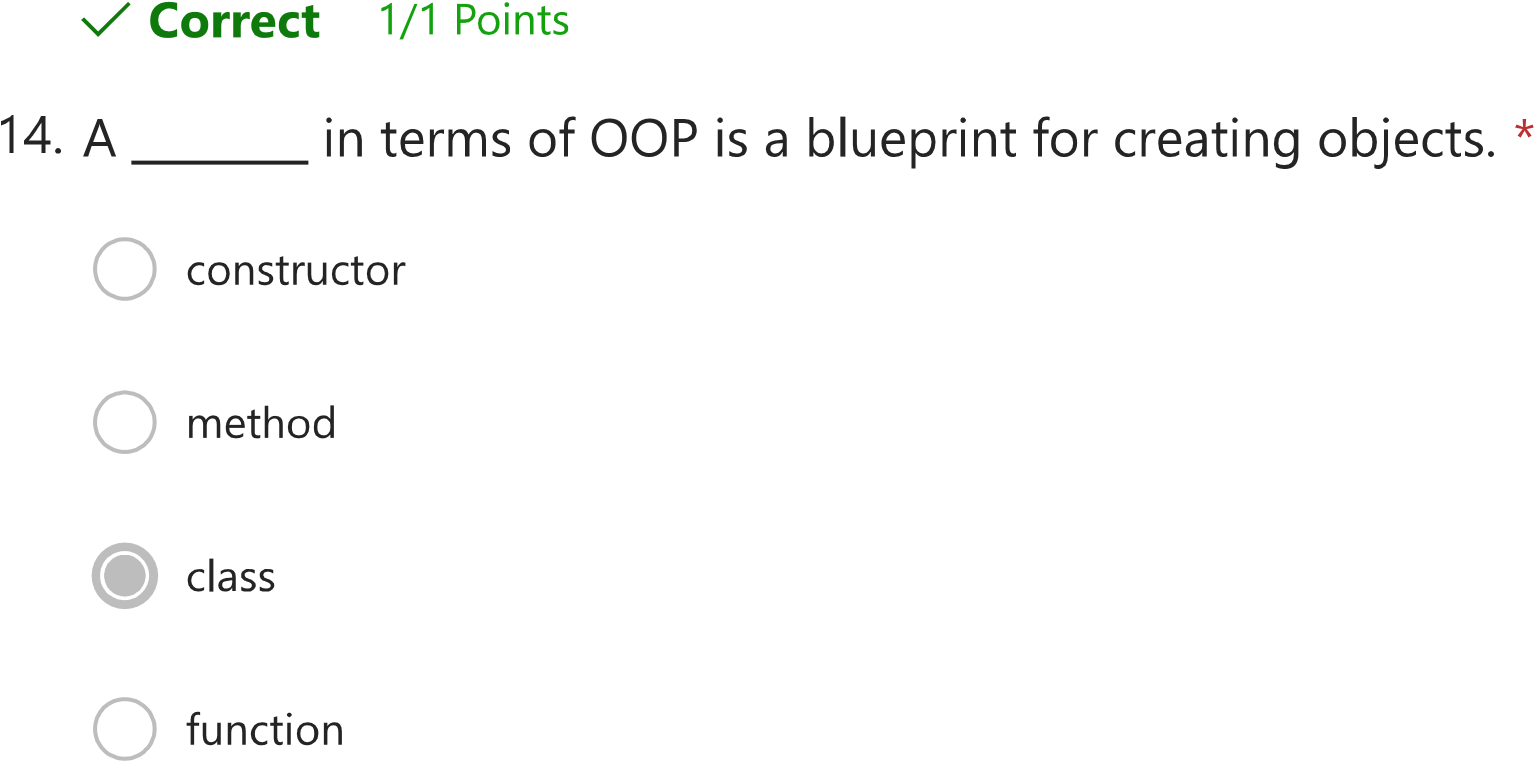 Correct 1/1 Points
14. A _______ in terms of OOP is a blueprint for creating objects. *
constructor
method
class
function